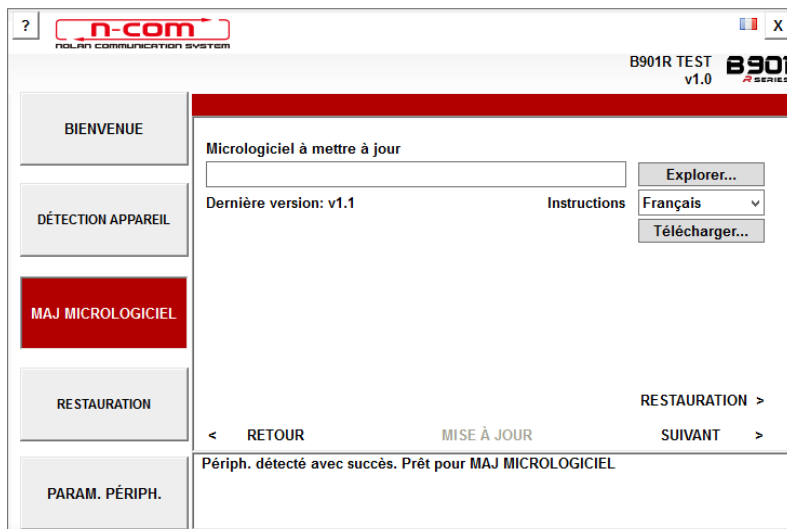 ?
n-com
NOLAN COMMUNICATION SYSTEM
X
B901R TEST
v1.0
B901
R SERIES
BIENVENUE
DÉTECTION APPAREIL
MAJ MICROLOGICIEL
RESTAURATION
PARAM. PÉRIPH.
Micrologiciel à mettre à jour
Explorer...
Dernière version: v1.1
Instructions
Français
Télécharger...
RESTAURATION >
< RETOUR
MISE À JOUR
SUIVANT >
Périph. détecté avec succès. Prêt pour MAJ MICROLOGICIEL